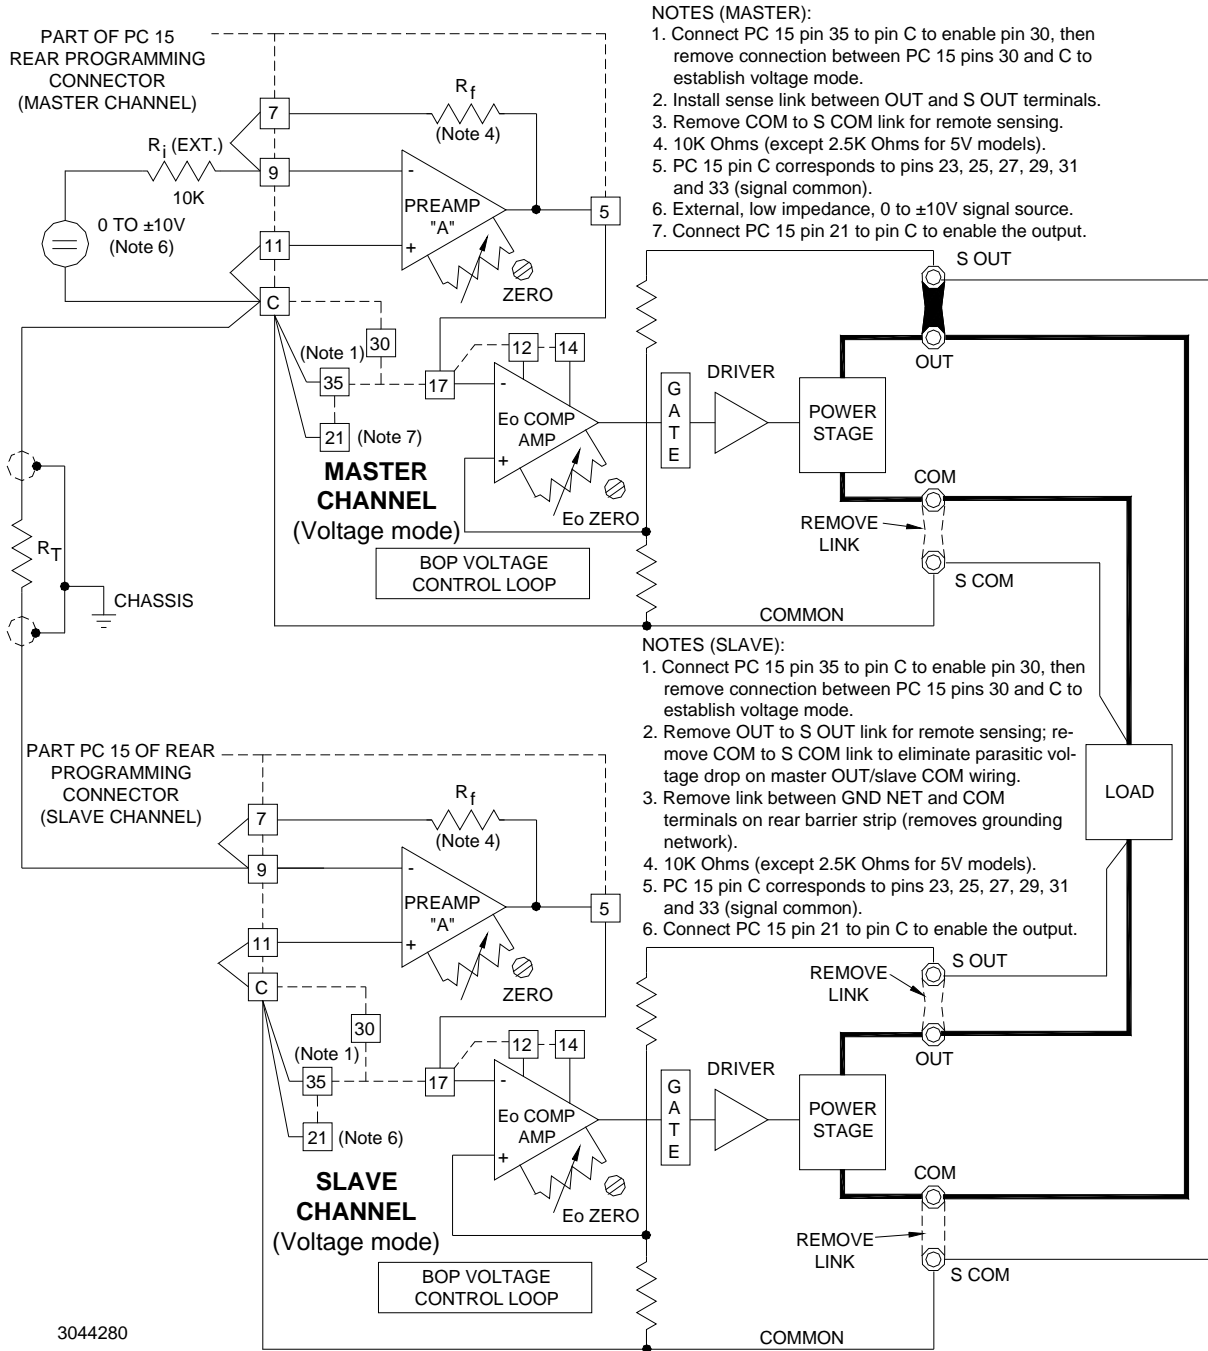 NOTES (MASTER):
1. Connect PC 15 pin 35 to pin C to enable pin 30, then
remove connection between PC 15 pins 30 and C to
establish voltage mode.
2. Install sense link between OUT and S OUT terminals.
3. Remove COM to S COM link for remote sensing.
4. 10K Ohms (except 2.5K Ohms for 5V models).
5. PC 15 pin C corresponds to pins 23, 25, 27, 29, 31
and 33 (signal common).
6. External, low impedance, 0 to ±10V signal source.
7. Connect PC 15 pin 21 to pin C to enable the output.
PART OF PC 15
REAR PROGRAMMING
CONNECTOR
(MASTER CHANNEL)
7
Rf
(Note 4)
Ri (EXT.)
10K
9
-
PREAMP
"A"
+
5
0 TO ±10V
(Note 6)
11
ZERO
C
30
(Note 1)
35
17
12
14
21
(Note 7)
-
Eo COMP
AMP
+
Eo ZERO
MASTER
CHANNEL
(Voltage mode)
BOP VOLTAGE
CONTROL LOOP
G
A
T
E
DRIVER
POWER
STAGE
S OUT
OUT
COM
REMOVE
LINK
S COM
COMMON
RT
CHASSIS
LOAD
NOTES (SLAVE):
1. Connect PC 15 pin 35 to pin C to enable pin 30, then
remove connection between PC 15 pins 30 and C to
establish voltage mode.
2. Remove OUT to S OUT link for remote sensing; re-
move COM to S COM link to eliminate parasitic vol-
tage drop on master OUT/slave COM wiring.
3. Remove link between GND NET and COM
terminals on rear barrier strip (removes grounding
network).
4. 10K Ohms (except 2.5K Ohms for 5V models).
5. PC 15 pin C corresponds to pins 23, 25, 27, 29, 31
and 33 (signal common).
6. Connect PC 15 pin 21 to pin C to enable the output.
PART PC 15 OF REAR
PROGRAMMING
CONNECTOR
(SLAVE CHANNEL)
7
Rf
(Note 4)
9
-
PREAMP
"A"
+
5
11
ZERO
C
30
(Note 1)
35
17
12
14
21
(Note 6)
-
Eo COMP
AMP
+
Eo ZERO
SLAVE
CHANNEL
(Voltage mode)
BOP VOLTAGE
CONTROL LOOP
G
A
T
E
DRIVER
POWER
STAGE
REMOVE
LINK
S OUT
OUT
COM
REMOVE
LINK
S COM
COMMON
3044280